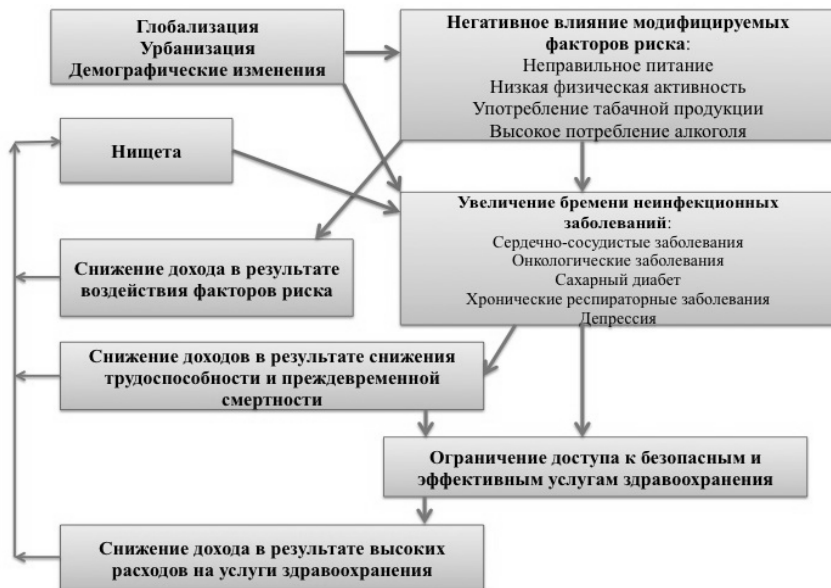 Глобализация
Урбанизация
Демографические изменения
Негативное влияние модифицируемых
факторов риска:
Неправильное питание
Низкая физическая активность
Употребление табачной продукции
Высокое потребление алкоголя
Нищета
Увеличение бремени неинфекционных
заболеваний:
Сердечно-сосудистые заболевания
Онкологические заболевания
Сахарный диабет
Хронические респираторные заболевания
Депрессия
Снижение дохода в результате
воздействия факторов риска
Снижение доходов в результате снижения
трудоспособности и преждевременной
смертности
Ограничение доступа к безопасным и
эффективным услугам здравоохранения
Снижение дохода в результате высоких
расходов на услуги здравоохранения